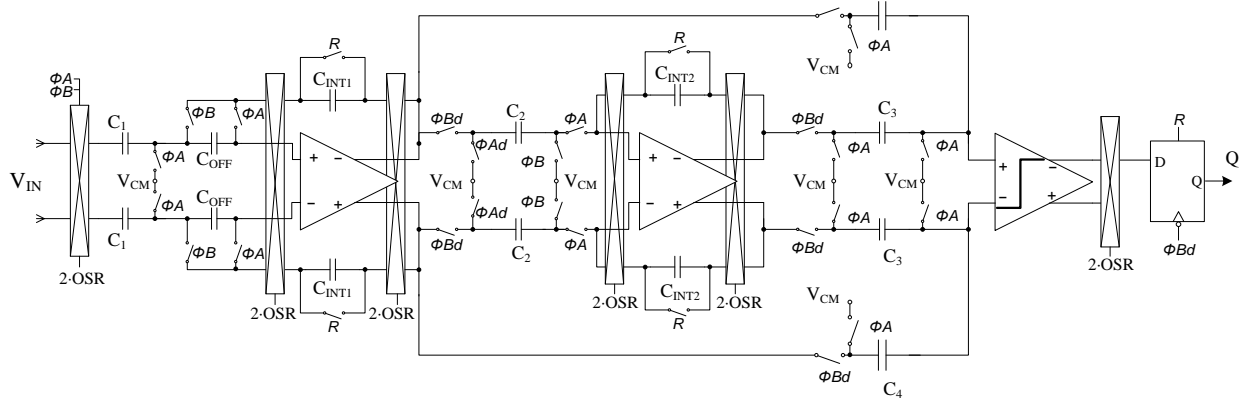 ΦA
R
V_CM
R
R
ΦA
ΦB
C_INT1
C_INT2
C_1
ΦB
ΦA
C_2
ΦBd
ΦA
ΦBd
C_3
R
ΦA
C_OFF
ΦAd
ΦB
ΦA
ΦA
D
Q
V_IN
V_CM
V_CM
V_CM
V_CM
V_CM
Q
C_OFF
ΦA
ΦAd
ΦB
ΦA
ΦA
C_1
ΦB
ΦA
ΦBd
C_2
ΦA
ΦBd
C_3
ΦBd
2·OSR
C_INT1
C_INT2
2·OSR
2·OSR
2·OSR
R
2·OSR
2·OSR
R
V_CM
ΦA
ΦBd
C_4
+
−
−
+
+
−
−
+
+
−
−
+